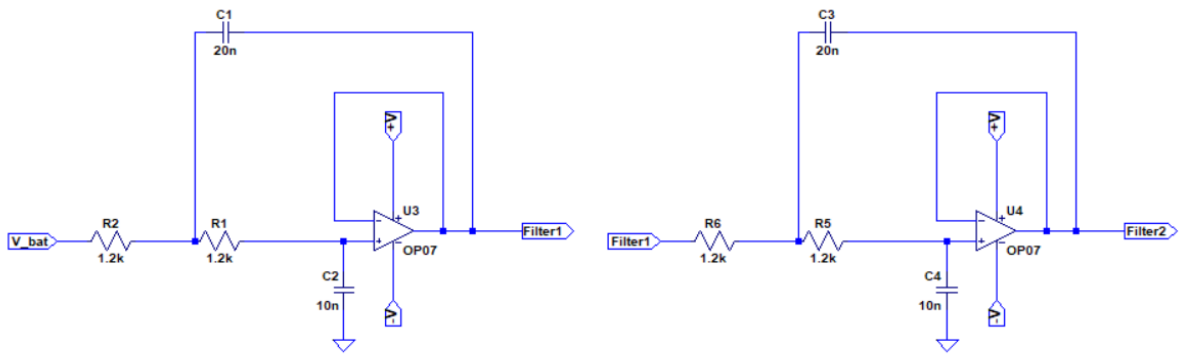 C1
20n
+V
U3
R2
R1
V_bat
1.2k
1.2k
Filter1
OP07
C2
10n
-V
C3
20n
+V
U4
R6
R5
Filter1
1.2k
1.2k
Filter2
OP07
C4
10n
-V